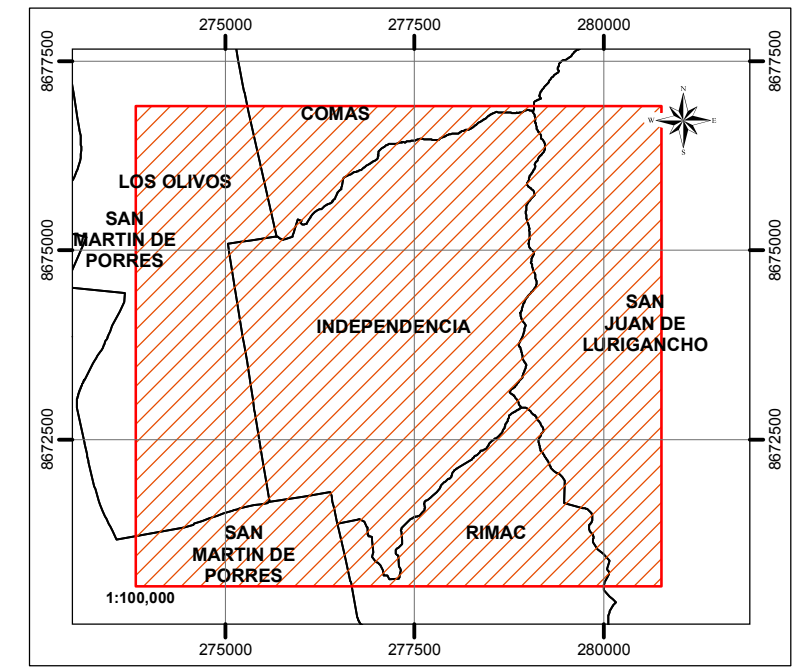 275000 277500 280000
8677500 8677500
N
W E
S
COMAS
LOS OLIVOS
SAN
MARTIN DE
PORRES
8675000 8675000
INDEPENDENCIA
SAN
JUAN DE
LURIGANCHO
8672500 8672500
SAN
MARTIN DE
PORRES
RIMAC
1:100,000
275000 277500 280000